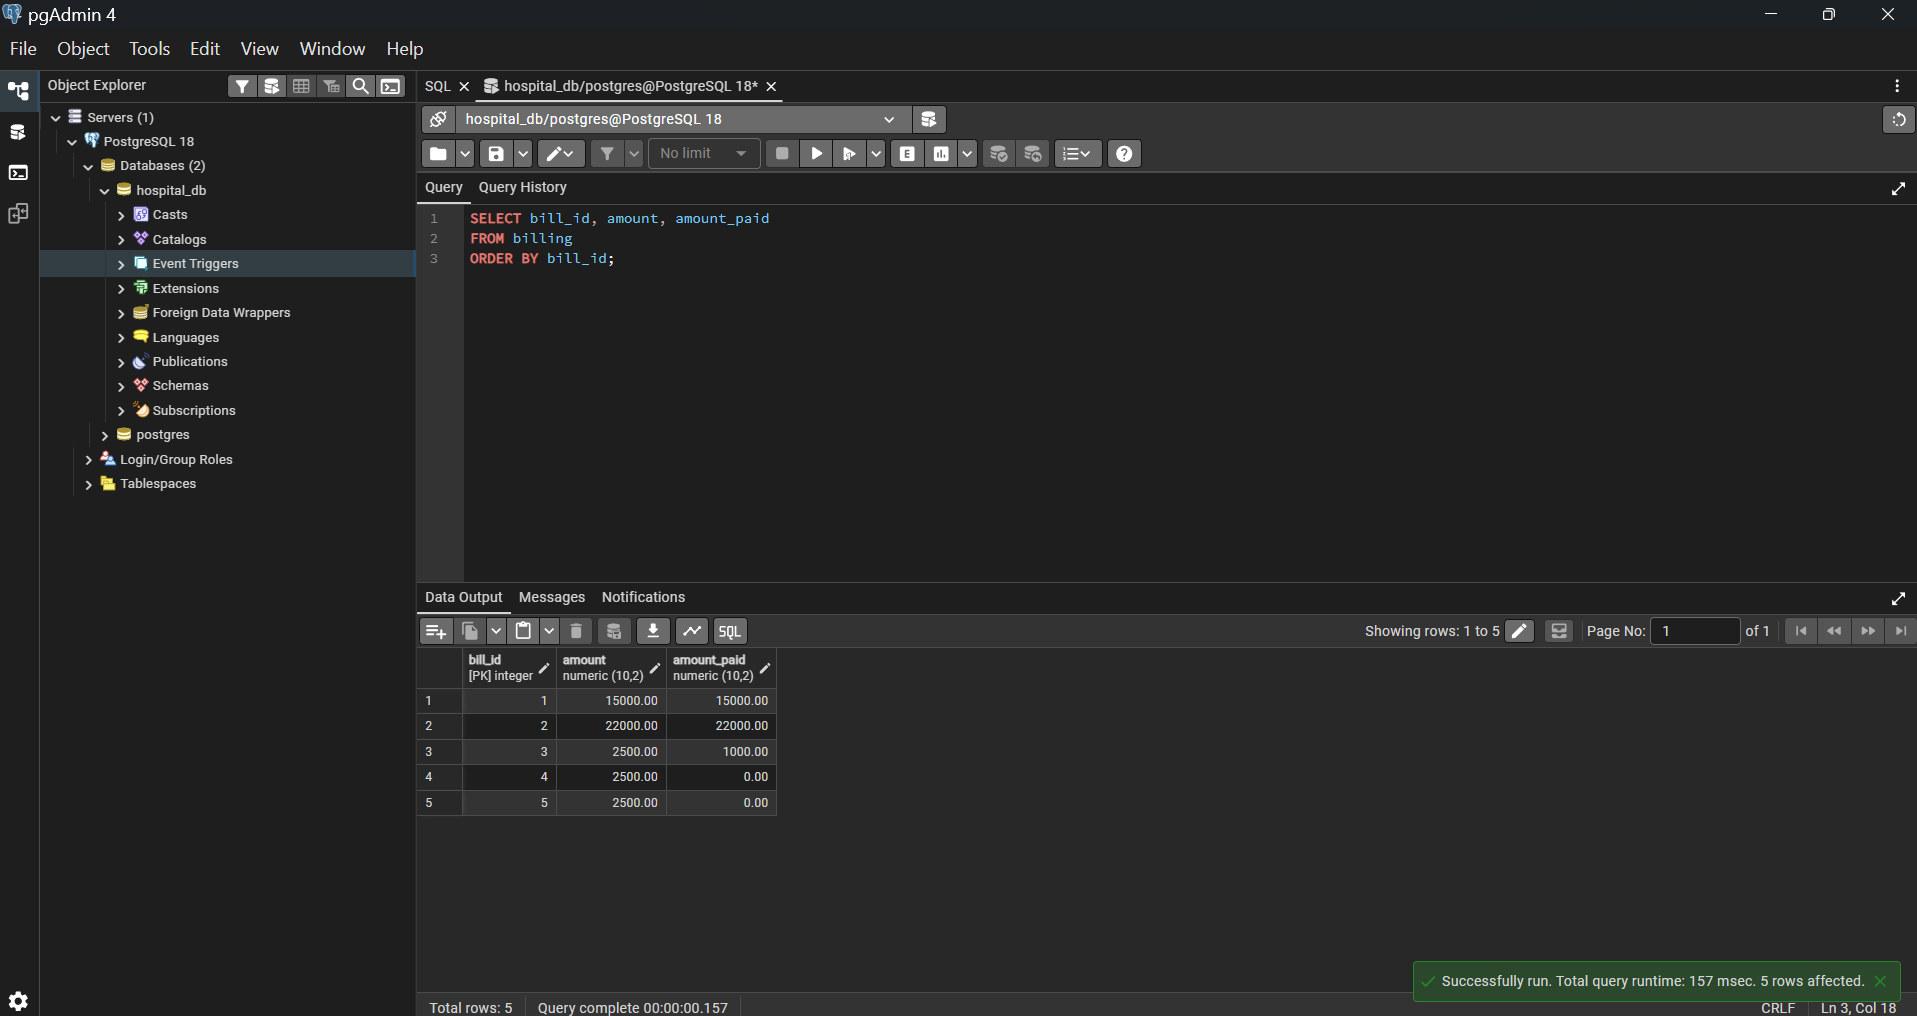 pgAdmin 4
File Object Tools Edit View Window Help
Object Explorer
SQL
hospital_db/postgres@PostgreSQL 18*
Servers (1)
PostgreSQL 18
Databases (2)
hospital_db
Casts
Catalogs
Event Triggers
Extensions
Foreign Data Wrappers
Languages
Publications
Schemas
Subscriptions
postgres
Login/Group Roles
Tablespaces
hospital_db/postgres@PostgreSQL 18
No limit
E
Query Query History
1 SELECT bill_id, amount, amount_paid
2 FROM billing
3 ORDER BY bill_id;
Data Output Messages Notifications
SQL
Showing rows: 1 to 5
Page No: 1 of 1
bill_id amount amount_paid
[PK] integer numeric (10,2) numeric (10,2)
1 1 15000.00 15000.00
2 2 22000.00 22000.00
3 3 2500.00 1000.00
4 4 2500.00 0.00
5 5 2500.00 0.00
Successfully run. Total query runtime: 157 msec. 5 rows affected.
Total rows: 5 Query complete 00:00:00.157 CRLF Ln 3, Col 18